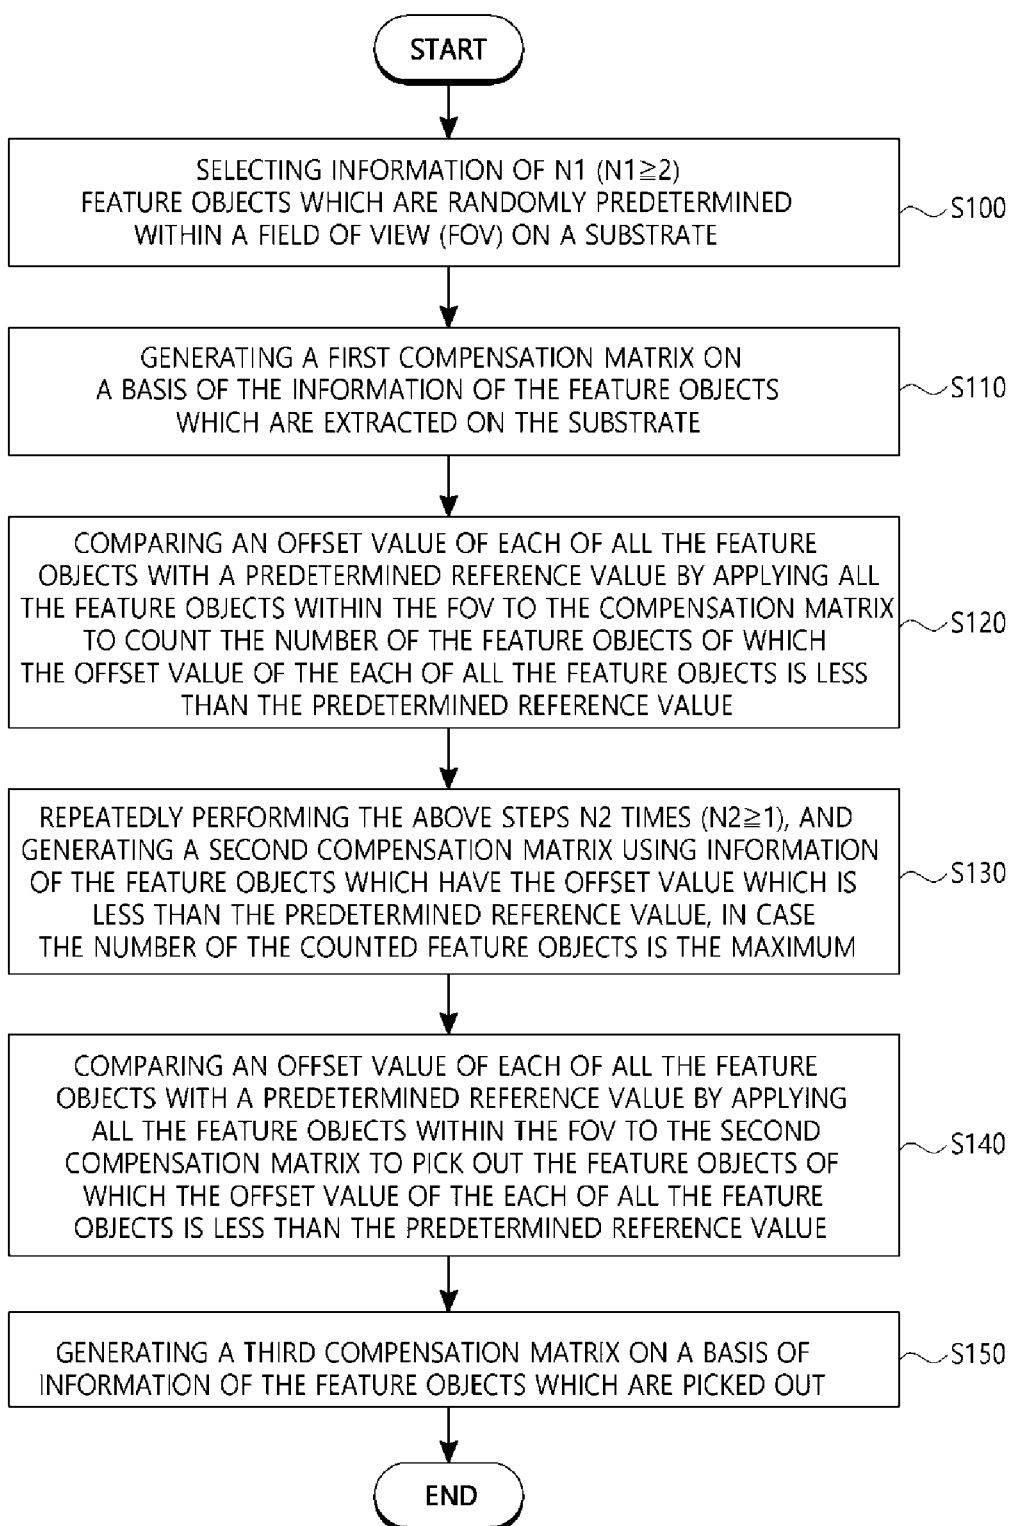 START
SELECTING INFORMATION OF N1 (N1≧2)
FEATURE OBJECTS WHICH ARE RANDOMLY PREDETERMINED
WITHIN A FIELD OF VIEW (FOV) ON A SUBSTRATE
S100
GENERATING A FIRST COMPENSATION MATRIX ON
A BASIS OF THE INFORMATION OF THE FEATURE OBJECTS
WHICH ARE EXTRACTED ON THE SUBSTRATE
S110
COMPARING AN OFFSET VALUE OF EACH OF ALL THE FEATURE
OBJECTS WITH A PREDETERMINED REFERENCE VALUE BY APPLYING ALL
THE FEATURE OBJECTS WITHIN THE FOV TO THE COMPENSATION MATRIX
TO COUNT THE NUMBER OF THE FEATURE OBJECTS OF WHICH
THE OFFSET VALUE OF THE EACH OF ALL THE FEATURE OBJECTS IS LESS
THAN THE PREDETERMINED REFERENCE VALUE
S120
REPEATEDLY PERFORMING THE ABOVE STEPS N2 TIMES (N2≧1), AND
GENERATING A SECOND COMPENSATION MATRIX USING INFORMATION
OF THE FEATURE OBJECTS WHICH HAVE THE OFFSET VALUE WHICH IS
LESS THAN THE PREDETERMINED REFERENCE VALUE, IN CASE
THE NUMBER OF THE COUNTED FEATURE OBJECTS IS THE MAXIMUM
S130
COMPARING AN OFFSET VALUE OF EACH OF ALL THE FEATURE
OBJECTS WITH A PREDETERMINED REFERENCE VALUE BY APPLYING
ALL THE FEATURE OBJECTS WITHIN THE FOV TO THE SECOND
COMPENSATION MATRIX TO PICK OUT THE FEATURE OBJECTS OF
WHICH THE OFFSET VALUE OF THE EACH OF ALL THE FEATURE
OBJECTS IS LESS THAN THE PREDETERMINED REFERENCE VALUE
S140
GENERATING A THIRD COMPENSATION MATRIX ON A BASIS OF
INFORMATION OF THE FEATURE OBJECTS WHICH ARE PICKED OUT
S150
END